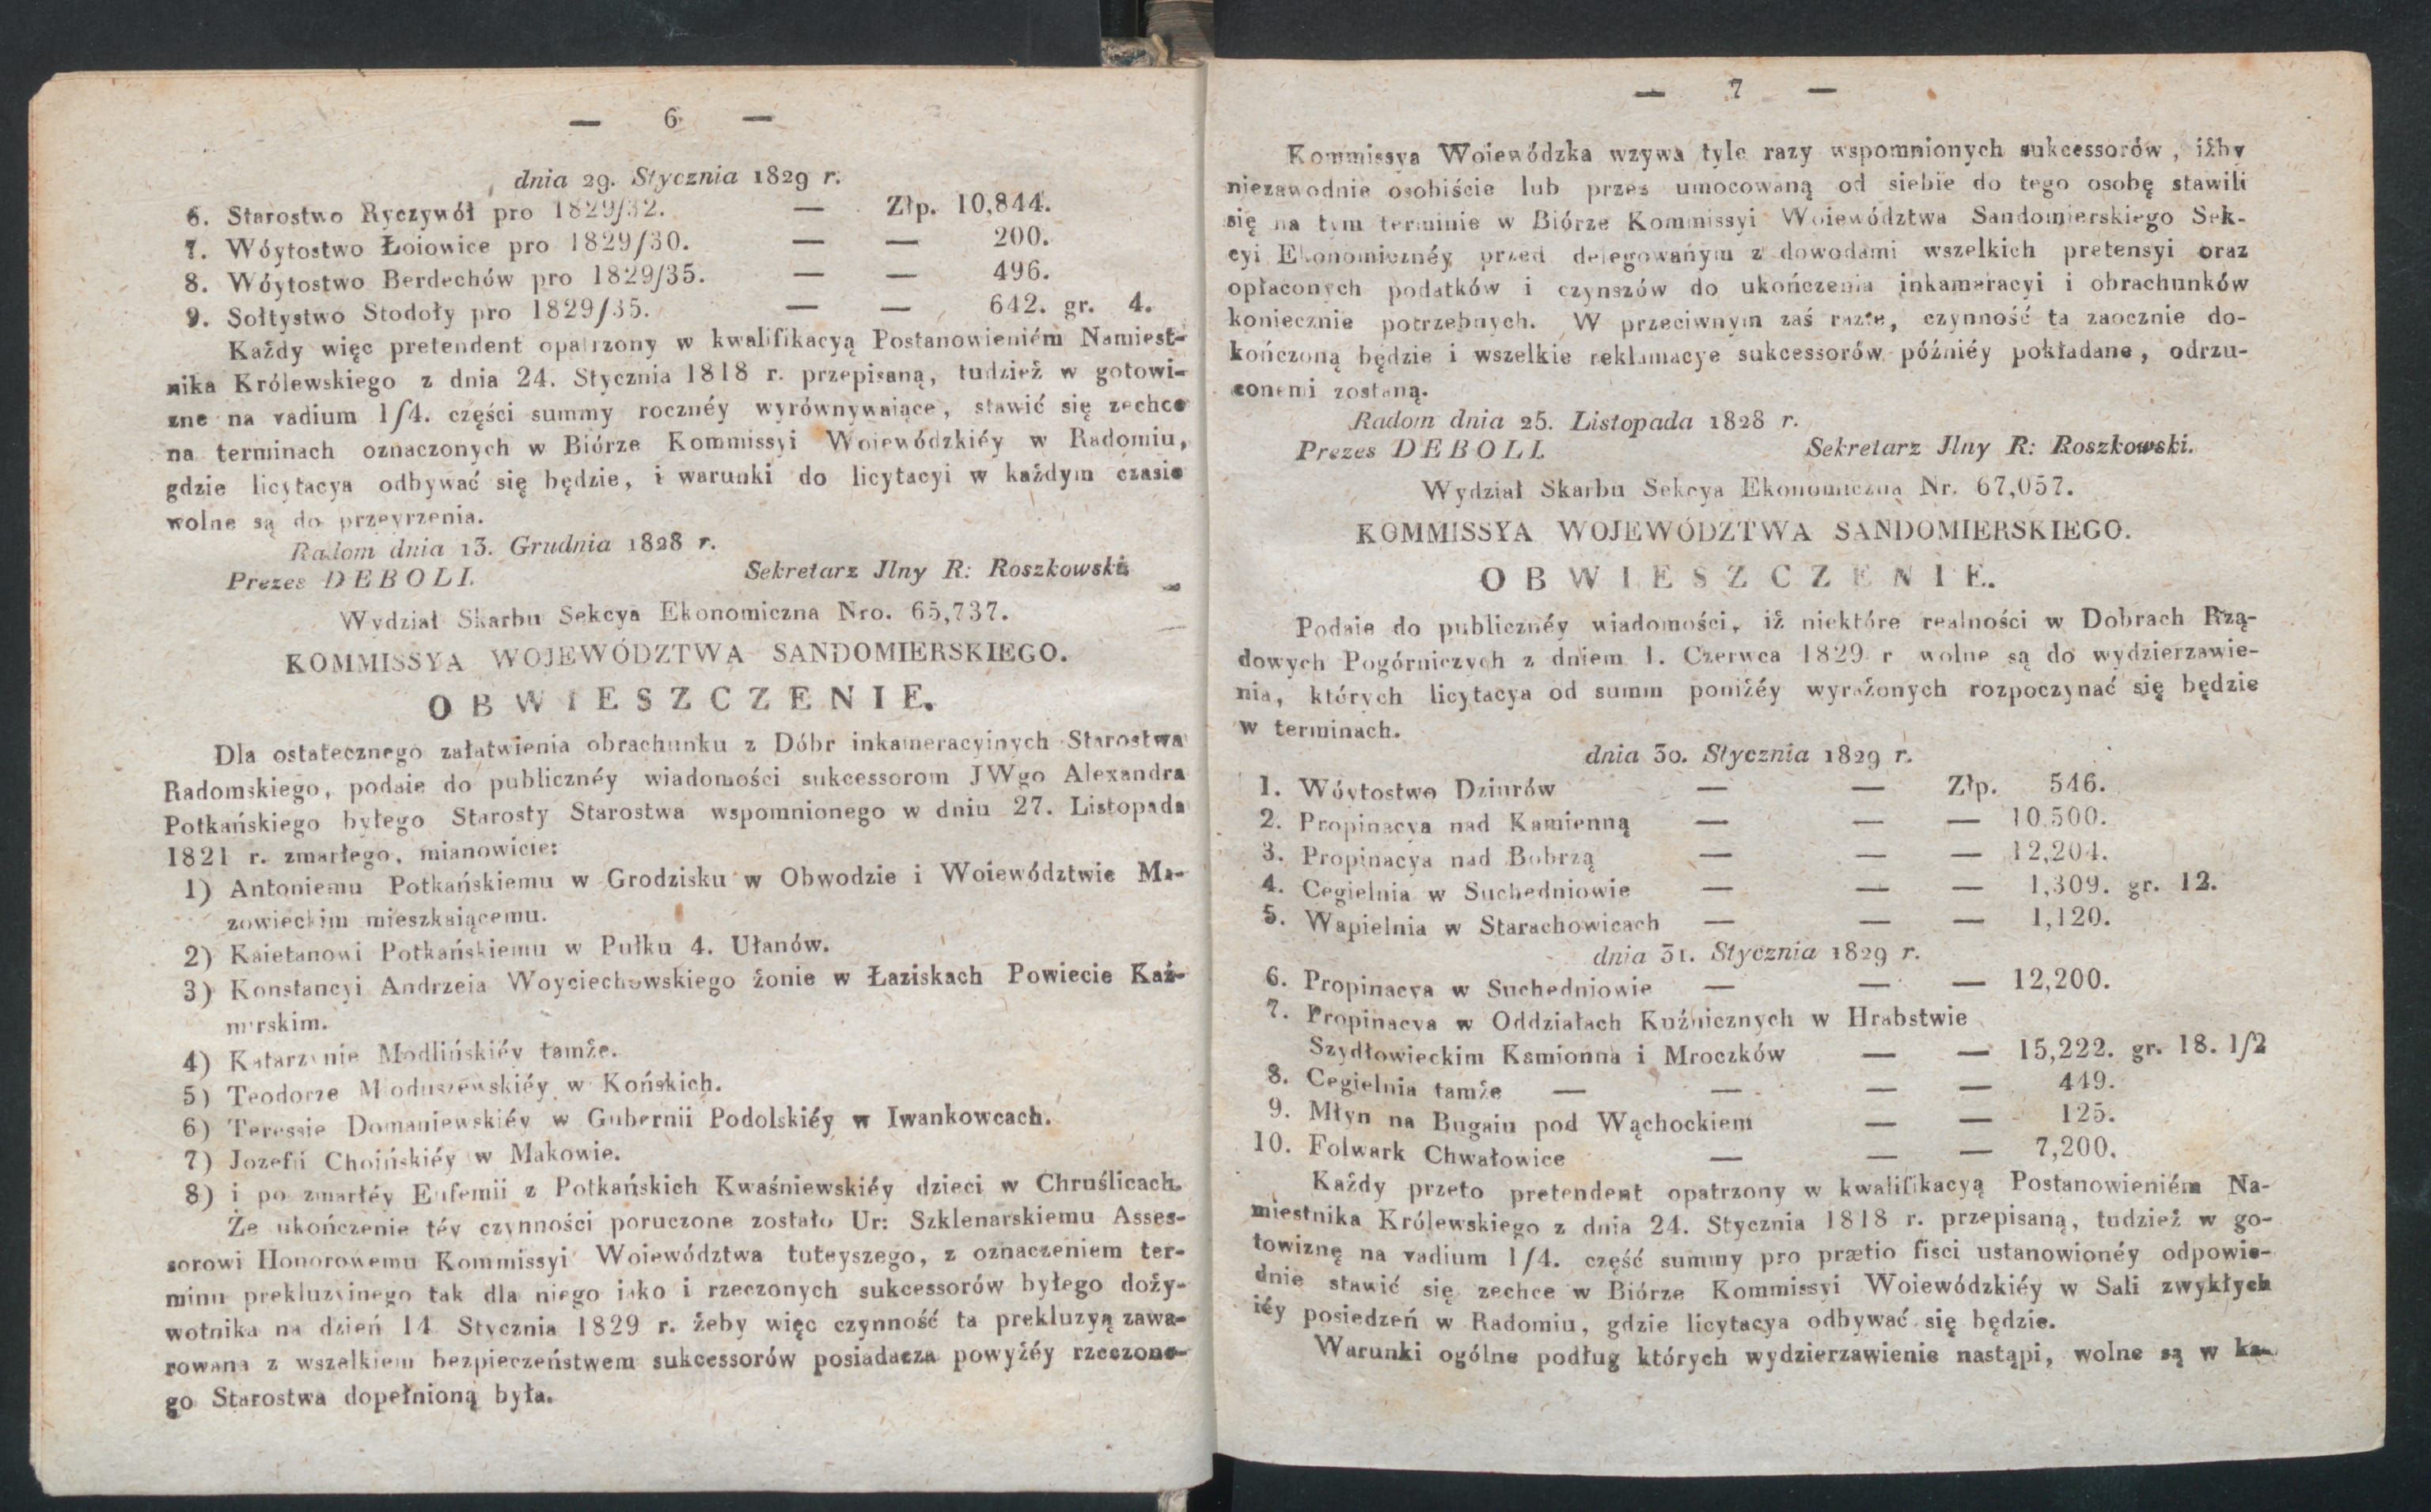 — 6 —
dnia 29. Stycznia 1829 r.
6. Starostwo Ryczywół pro 1829/32. — Złp. 10,844.
7. Wóytostwo Łoiowice pro 1829/30. — — 200.
8. Wóytostwo Berdechów pro 1829/35. — — 496.
9. Sołtystwo Stodoły pro 1829/35. — — 642. gr. 4.
Każdy więc pretendent opatrzony w kwalifikacyą Postanowieniém Namiest-
nika Królewskiego z dnia 24. Stycznia 1818 r. przepisaną, tudzież w gotowi-
zne na vadium 1/4. części summy rocznéy wyrównywaiące, stawić się zechce
na terminach oznaczonych w Biórze Kommissyi Woiewódzkiéy w Radomiu,
gdzie licytacya odbywać się będzie, i warunki do licytacyi w każdym czasie
wolne są do przeyrzenia.
Radom dnia 13. Grudnia 1828 r.
Prezes DEBOLI. Sekretarz Jlny R: Roszkowski.
Wydział Skarbu Sekcya Ekonomiczna Nro. 65,737.
KOMMISSYA WOJEWÓDZTWA SANDOMIERSKIEGO.
OBWIESZCZENIE.
Dla ostatecznego załatwienia obrachunku z Dóbr inkameracyinych Starostwa
Radomskiego, podaie do publicznéy wiadomości sukcessorom JWgo Alexandra
Potkańskiego byłego Starosty Starostwa wspomnionego w dniu 27. Listopada
1821 r. zmarłego, mianowicie:
1) Antoniemu Potkańskiemu w Grodzisku w Obwodzie i Woiewództwie Ma-
zowieckim mieszkaiącemu.
2) Kaietanowi Potkańskiemu w Pułku 4. Ułanów.
3) Konstancyi Andrzeia Woyciechowskiego żonie w Łaziskach Powiecie Kaź-
mirskim.
4) Katarzynie Modlińskiéy tamże.
5) Teodorze Mioduszewskiéy w Końskich.
6) Teressie Domaniewskiéy w Gubernii Podolskiéy w Iwankowcach.
7) Jozefii Choińskiéy w Makowie.
8) i po zmarłéy Eufemii z Potkańskich Kwaśniewskiéy dzieci w Chruślicach.
Że ukończenie téy czynności poruczone zostało Ur: Szklenarskiemu Asses-
sorowi Honorowemu Kommissyi Woiewództwa tuteyszego, z oznaczeniem ter-
minu prekluzyinego tak dla niego iako i rzeczonych sukcessorów byłego doży-
wotnika na dzień 14 Stycznia 1829 r. żeby więc czynność ta prekluzyą zawa-
rowana z wszelkiem bezpieczeństwem sukcessorów posiadacza powyżéy rzeczone-
go Starostwa dopełnioną była.
— 7 —
Kommissya Woiewódzka wzywa tyle razy wspomnionych sukcessorów, iżby
niezawodnie osobiście lub przez umocowaną od siebie do tego osobę stawili
się na tym terminie w Biórze Kommissyi Woiewództwa Sandomierskiego Sek-
cyi Ekonomicznéy przed delegowanym z dowodami wszelkich pretensyi oraz
opłaconych podatków i czynszów do ukończenia inkameracyi i obrachunków
koniecznie potrzebnych. W przeciwnym zaś razie, czynność ta zaocznie do-
kończoną będzie i wszelkie reklamacye sukcessorów późniéy pokładane, odrzu-
conemi zostaną.
Radom dnia 25. Listopada 1828 r.
Prezes DEBOLI. Sekretarz Jlny R: Roszkowski.
Wydział Skarbu Sekcya Ekonomiczna Nr. 67,057.
KOMMISSYA WOJEWÓDZTWA SANDOMIERSKIEGO.
OBWIESZCZENIE.
Podaie do publicznéy wiadomości, iż niektóre realności w Dobrach Rzą-
dowych Pogórniczych z dniem 1. Czerwca 1829 r wolne są do wydzierzawie-
nia, których licytacya od summ poniżéy wyrażonych rozpoczynać się będzie
w terminach.
dnia 30. Stycznia 1829 r.
1. Wóytostwo Dziurów — — Złp. 546.
2. Propinacya nad Kamienną — — — 10,500.
3. Propinacya nad Bobrzą — — — 12,204.
4. Cegielnia w Suchedniowie — — — 1,309. gr. 12.
5. Wapielnia w Starachowicach — — — 1,120.
dnia 31. Stycznia 1829 r.
6. Propinacya w Suchedniowie — — — 12,200.
7. Propinacya w Oddziałach Kuźnicznych w Hrabstwie
Szydłowieckim Kamionna i Mroczków — — 15,222. gr. 18. 1/2
8. Cegielnia tamże — — — — 449.
9. Młyn na Bugaiu pod Wąchockiem — — 125.
10. Folwark Chwałowice — — — 7,200.
Każdy przeto pretendent opatrzony w kwalifikacyą Postanowieniém Na-
miestnika Królewskiego z dnia 24. Stycznia 1818 r. przepisaną, tudzież w go-
towiznę na vadium 1/4. część summy pro prætio fisci ustanowionéy odpowie-
dnie stawić się zechce w Biórze Kommissyi Woiewódzkiéy w Sali zwykłych
iéy posiedzeń w Radomiu, gdzie licytacya odbywać się będzie.
Warunki ogólne podług których wydzierzawienie nastąpi, wolne są w ka-